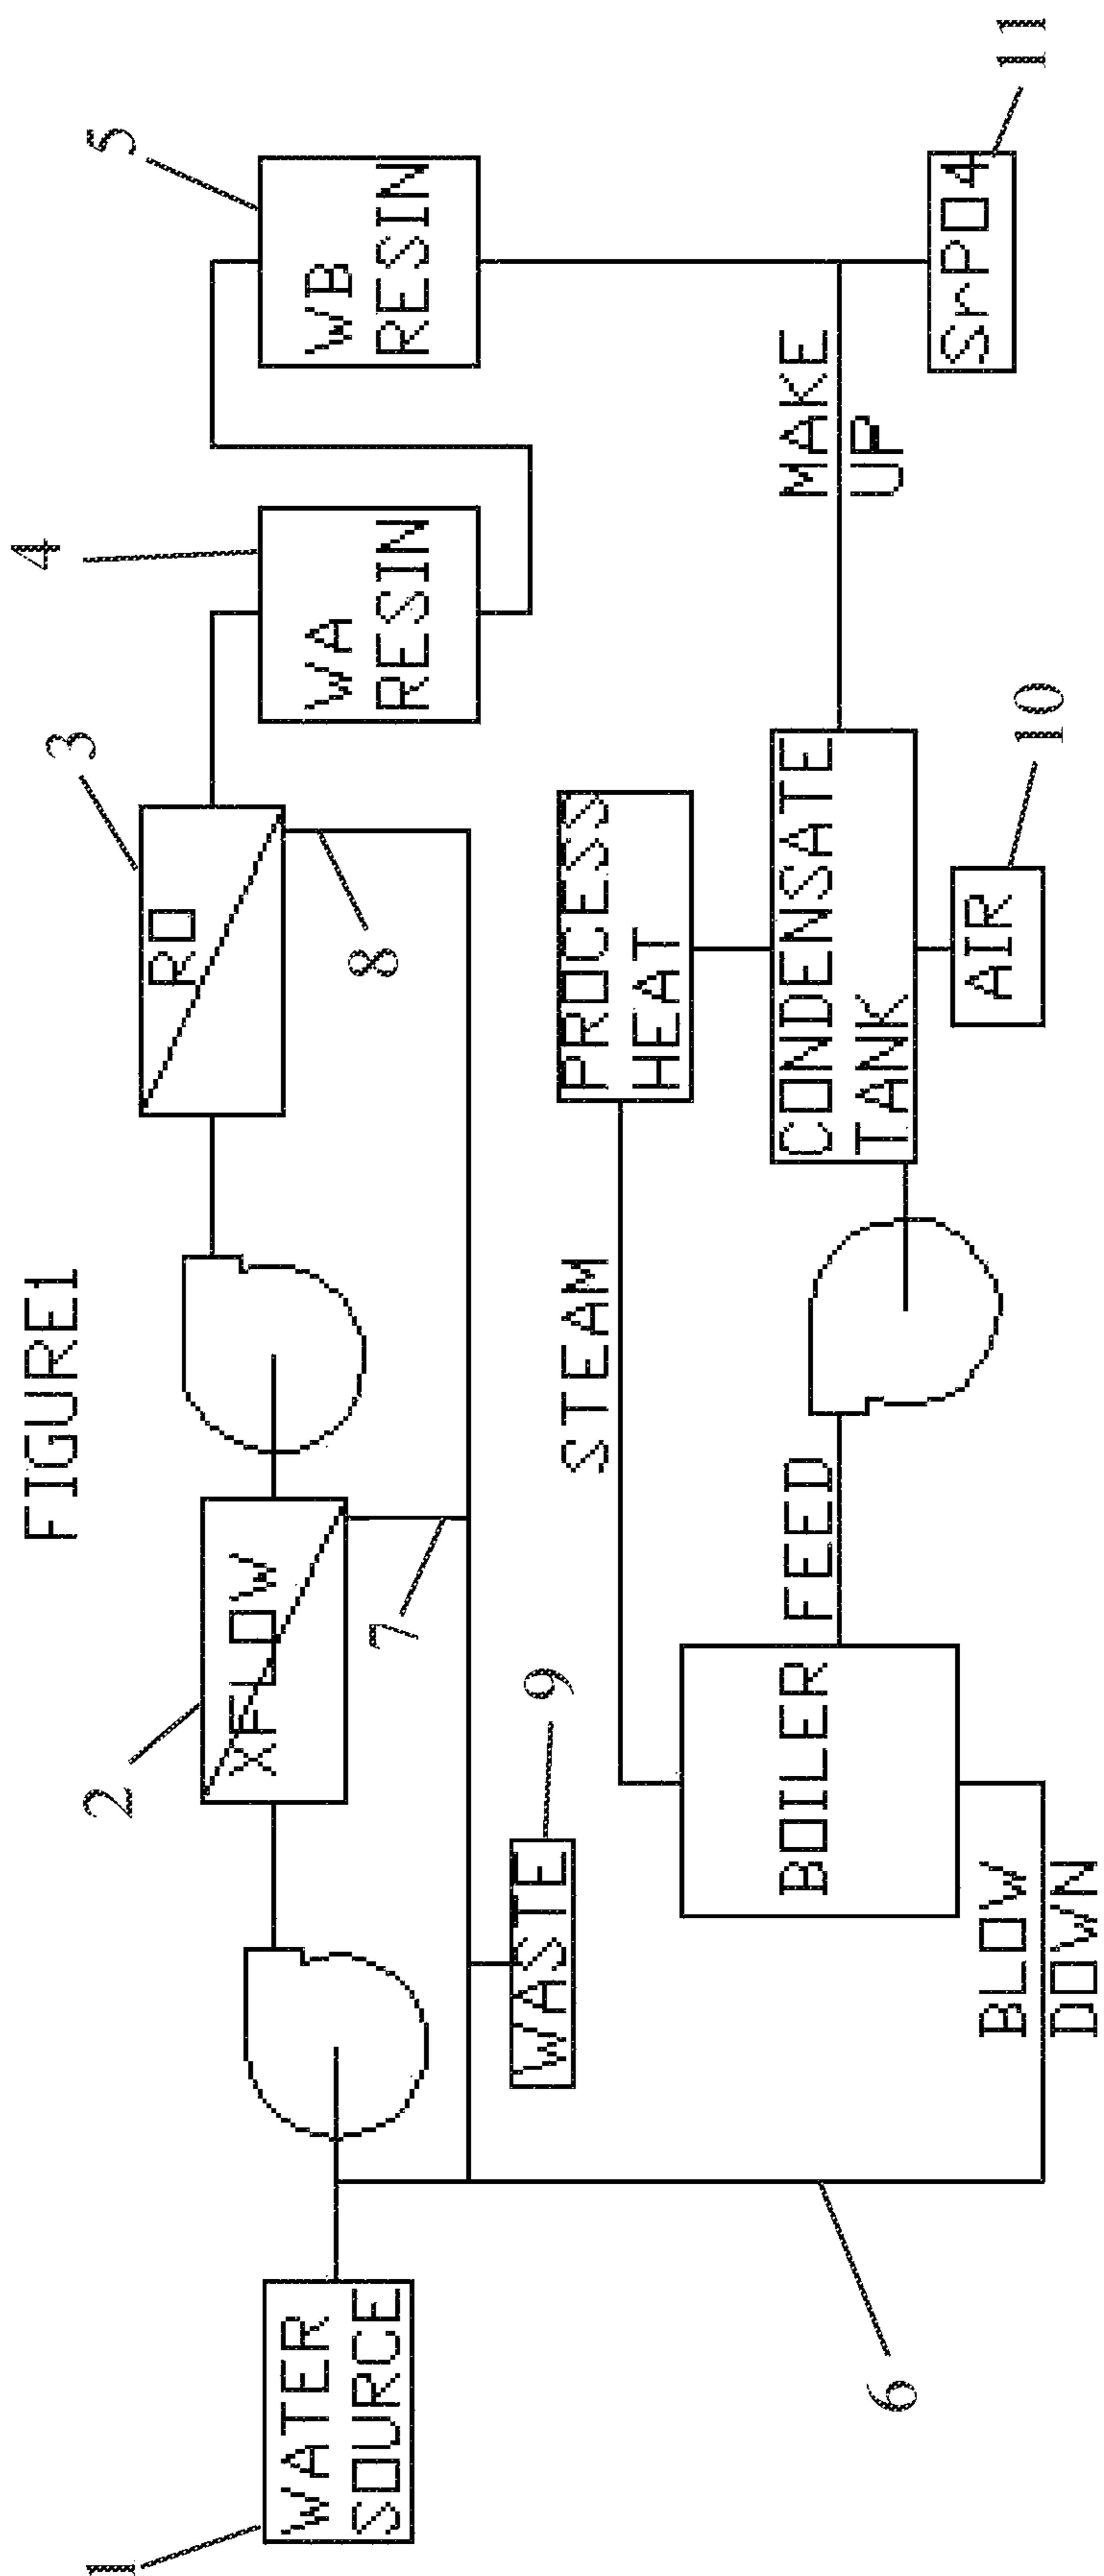 FIGURE1
1
WATER
SOURCE
2
XFLOW
3
RO
4
WA
RESIN
5
WB
RESIN
7
8
WASTE
9
STEAM
PROCESS
HEAT
BOILER
FEED
CONDENSATE
TANK
MAKE
UP
BLOW
DOWN
6
AIR
10
SrPO4
11